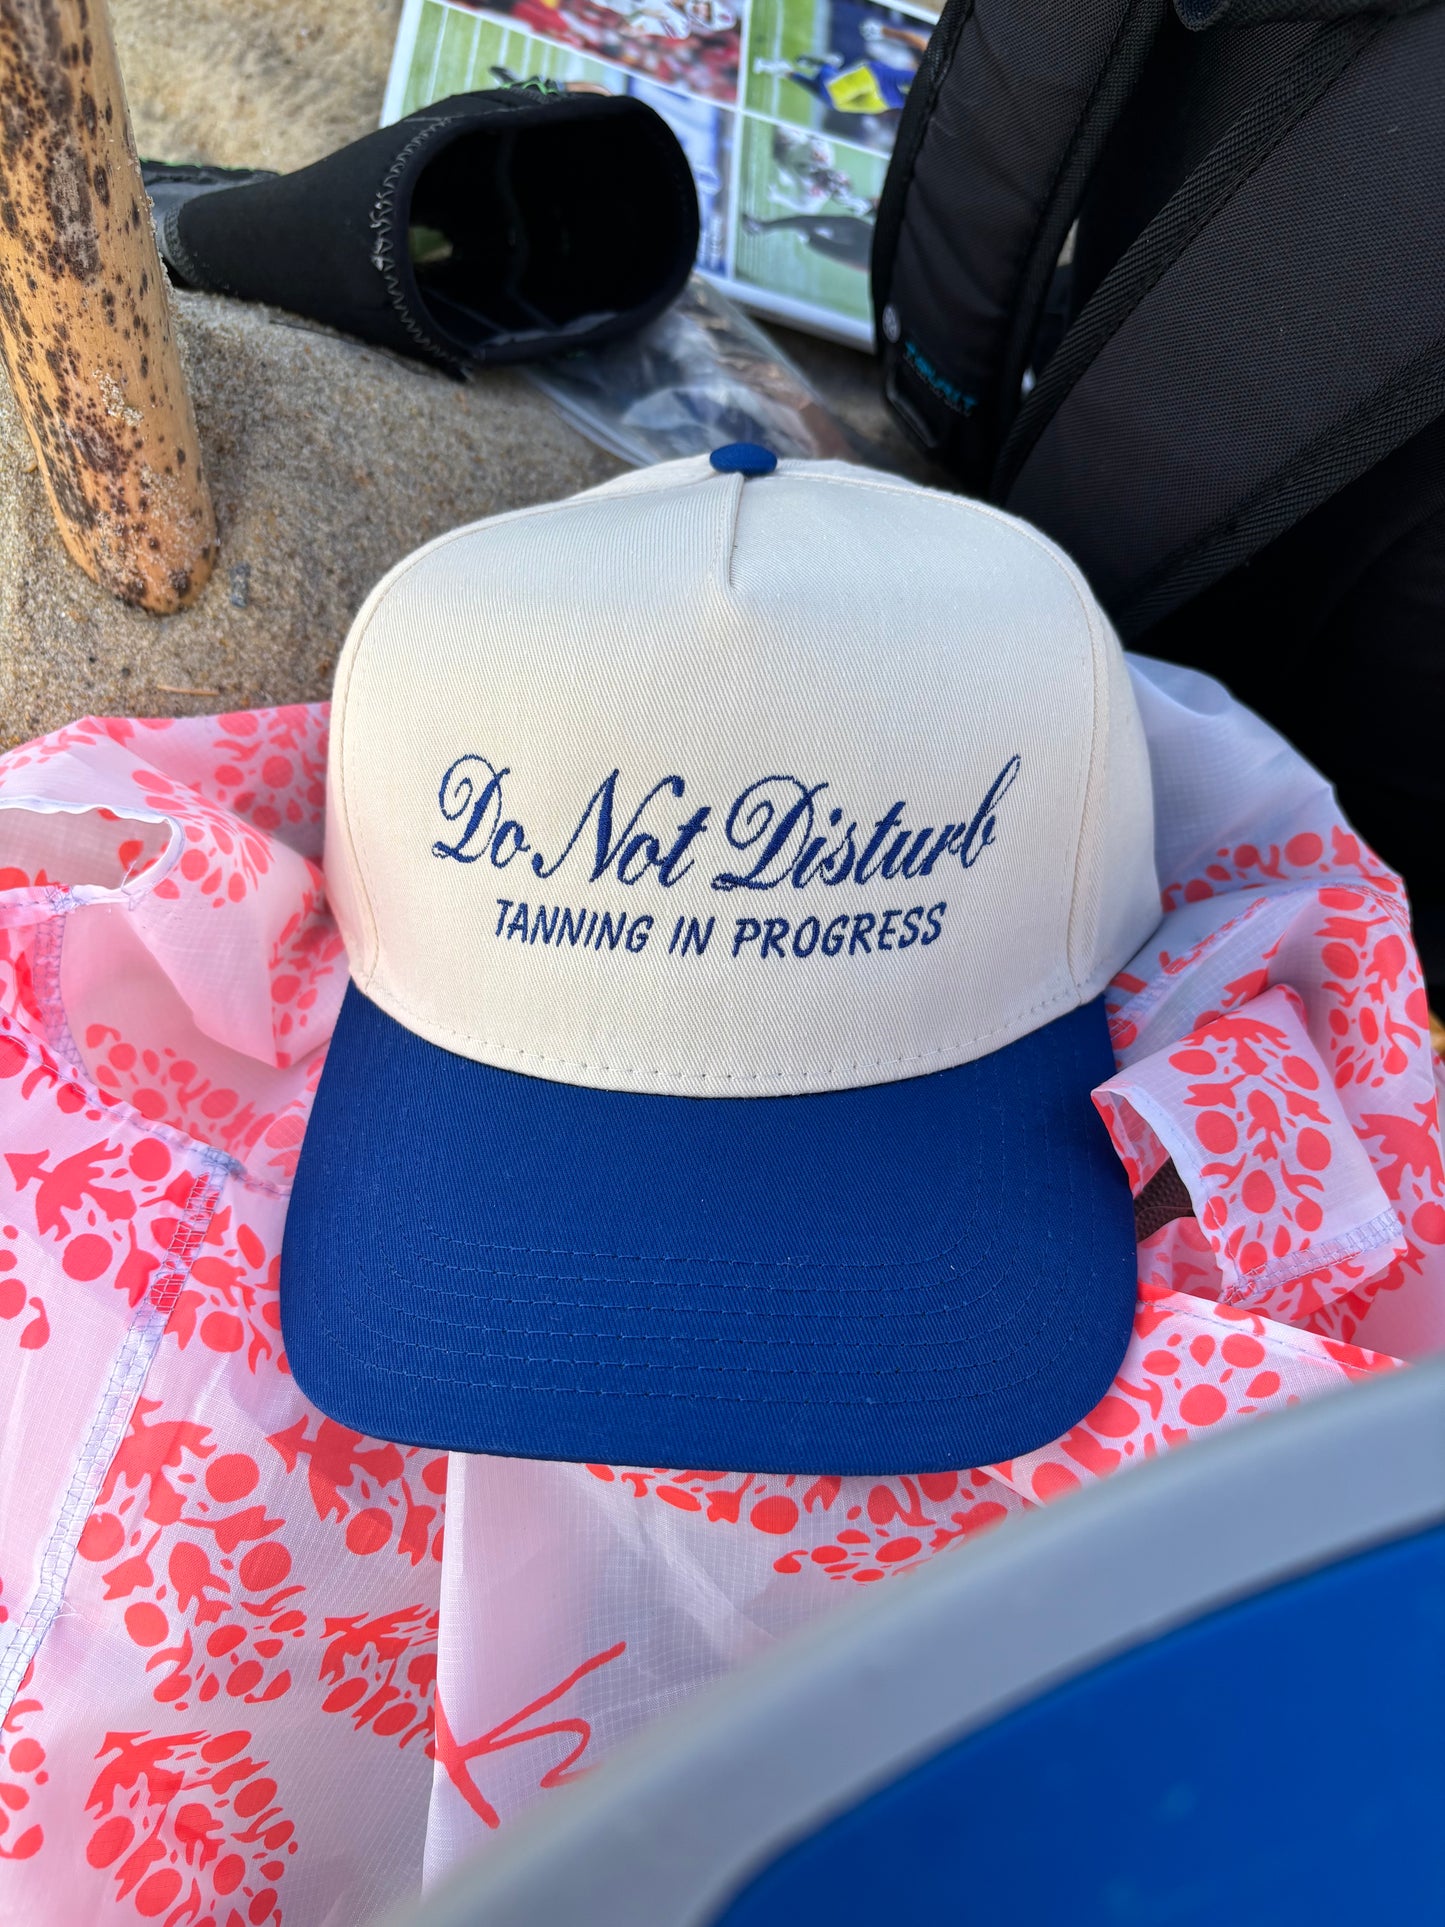 Do Not Disturb
TANNING IN PROGRESS